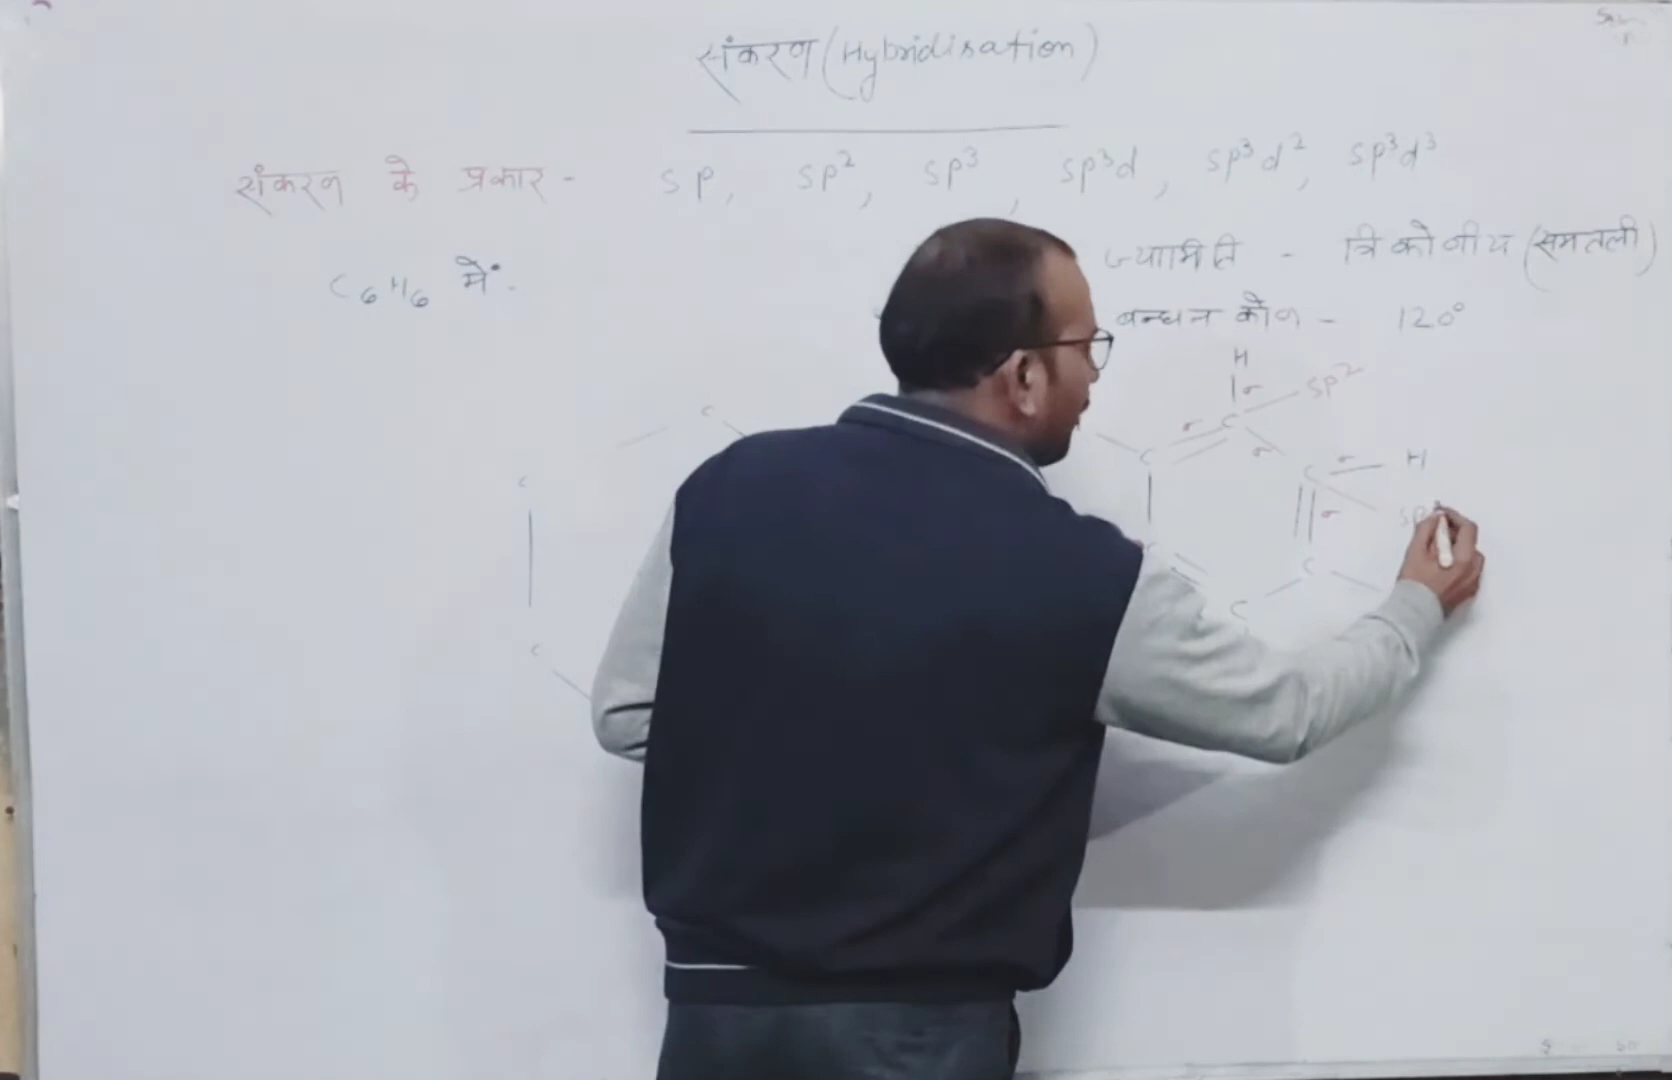 संकरण (Hybridisation)
संकरण के प्रकार - sp, sp², sp³, sp³d, sp³d², sp³d³
ज्यामिति - त्रिकोणीय (समतली)
C₆H₆ में.
बन्धन कोण - 120°
H
σ sp²
C σ C
C σ C σ H
σ
C C
C C